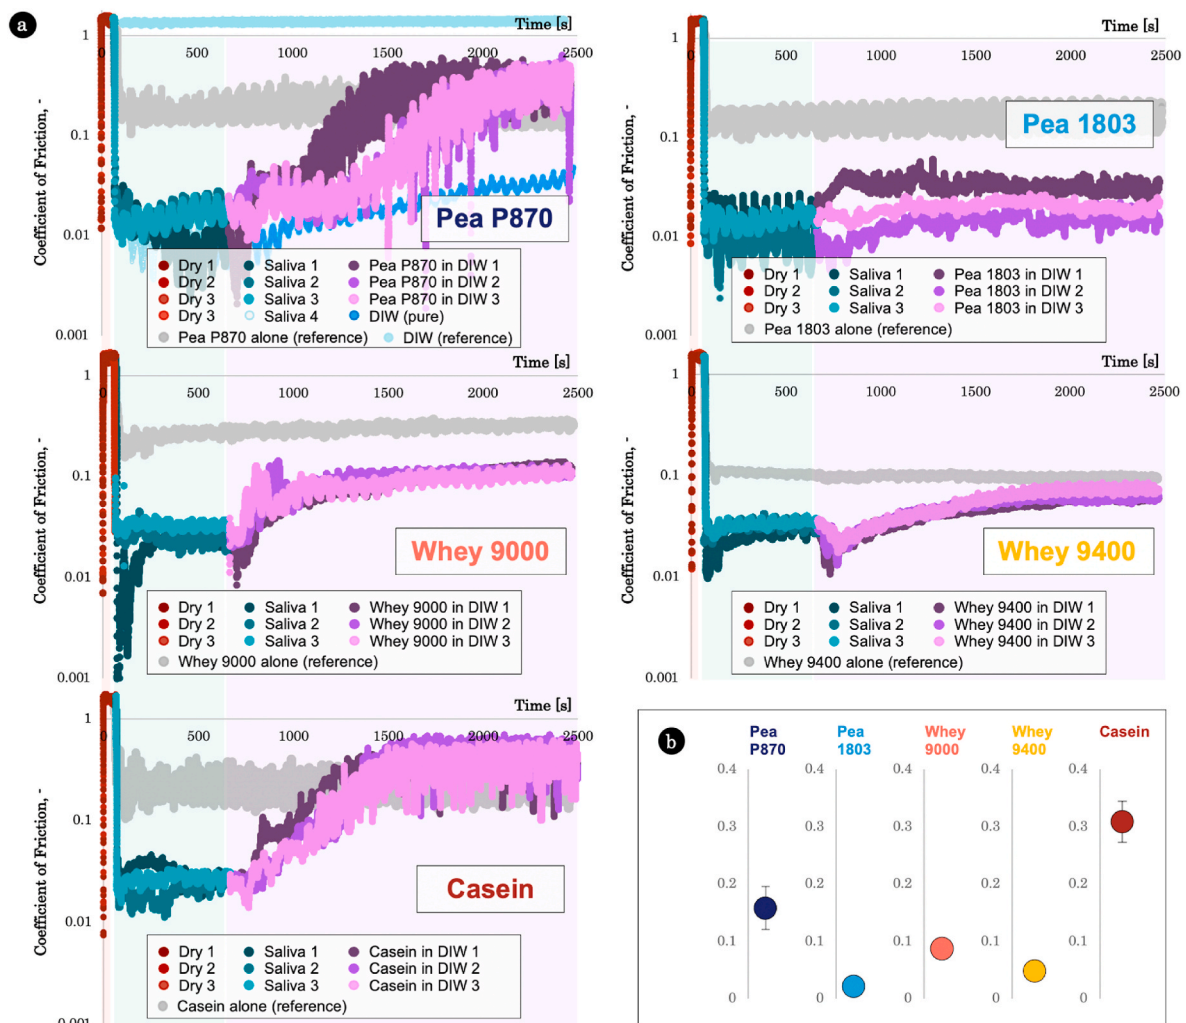 a
Time [s]
1
0
500
1000
1500
2000
2500
0.1
0.01
0.001
Coefficient of Friction, -
Pea P870
Dry 1
Saliva 1
Pea P870 in DIW 1
Dry 2
Saliva 2
Pea P870 in DIW 2
Dry 3
Saliva 3
Pea P870 in DIW 3
Dry 3
Saliva 4
DIW (pure)
Pea P870 alone (reference)
DIW (reference)
Time [s]
1
0
500
1000
1500
2000
2500
0.1
0.01
0.001
Coefficient of Friction, -
Pea 1803
Dry 1
Saliva 1
Pea 1803 in DIW 1
Dry 2
Saliva 2
Pea 1803 in DIW 2
Dry 3
Saliva 3
Pea 1803 in DIW 3
Pea 1803 alone (reference)
Time [s]
1
0
500
1000
1500
2000
2500
0.1
0.01
0.001
Coefficient of Friction, -
Whey 9000
Dry 1
Saliva 1
Whey 9000 in DIW 1
Dry 2
Saliva 2
Whey 9000 in DIW 2
Dry 3
Saliva 3
Whey 9000 in DIW 3
Whey 9000 alone (reference)
Time [s]
1
0
500
1000
1500
2000
2500
0.1
0.01
0.001
Coefficient of Friction, -
Whey 9400
Dry 1
Saliva 1
Whey 9400 in DIW 1
Dry 2
Saliva 2
Whey 9400 in DIW 2
Dry 3
Saliva 3
Whey 9400 in DIW 3
Whey 9400 alone (reference)
Time [s]
1
0
500
1000
1500
2000
2500
0.1
0.01
0.001
Coefficient of Friction, -
Casein
Dry 1
Saliva 1
Casein in DIW 1
Dry 2
Saliva 2
Casein in DIW 2
Dry 3
Saliva 3
Casein in DIW 3
Casein alone (reference)
b
Pea
P870
Pea
1803
Whey
9000
Whey
9400
Casein
0.4
0.4
0.4
0.4
0.4
0.3
0.3
0.3
0.3
0.3
0.2
0.2
0.2
0.2
0.2
0.1
0.1
0.1
0.1
0.1
0
0
0
0
0